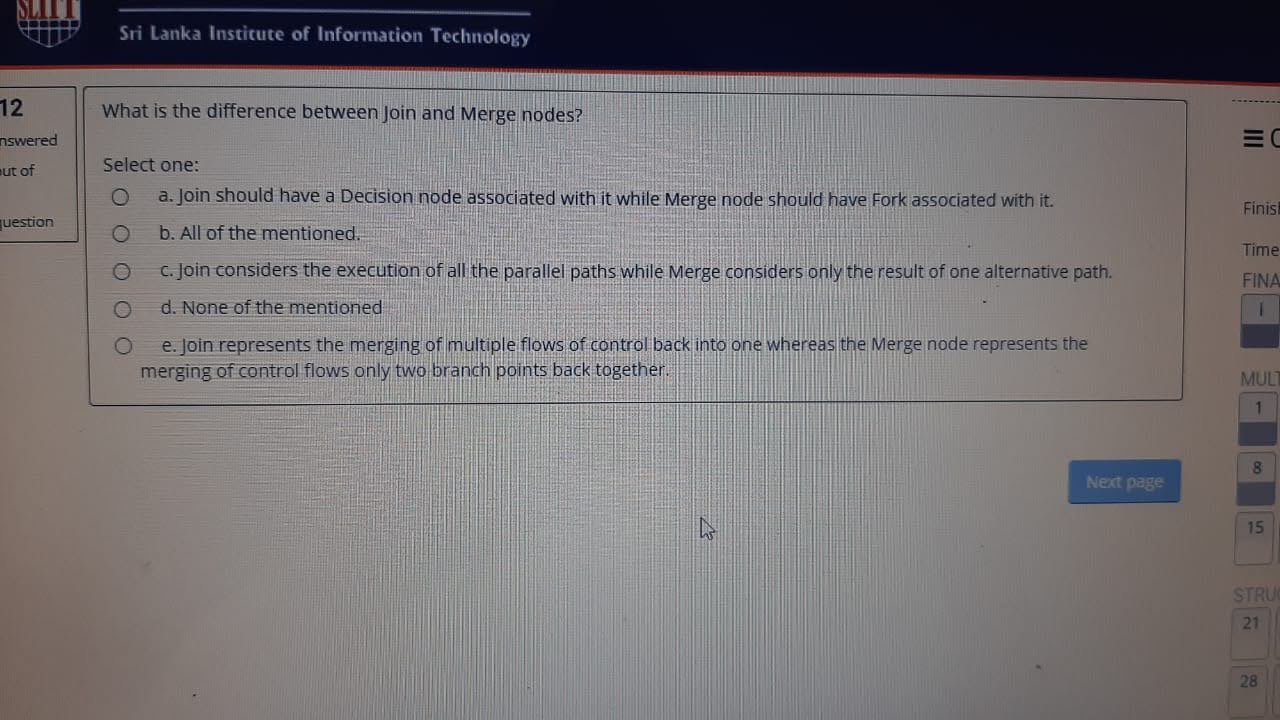 SLIIT
Sri Lanka Institute of Information Technology
12
nswered
out of
question
What is the difference between Join and Merge nodes?
Select one:
a. Join should have a Decision node associated with it while Merge node should have Fork associated with it.
b. All of the mentioned.
c. Join considers the execution of all the parallel paths while Merge considers only the result of one alternative path.
d. None of the mentioned
e. Join represents the merging of multiple flows of control back into one whereas the Merge node represents the
merging of control flows only two branch points back together.
Next page
Finis
Time
FINA
I
MULT
1
8
15
STRU
21
28